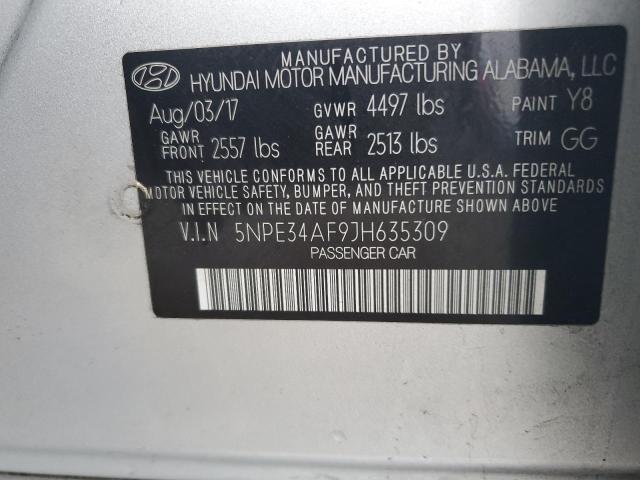 MANUFACTURED BY
HYUNDAI MOTOR MANUFACTURING ALABAMA, LLC
Aug/03/17 GVWR 4497 lbs PAINT Y8
GAWR FRONT 2557 lbs GAWR REAR 2513 lbs TRIM GG
THIS VEHICLE CONFORMS TO ALL APPLICABLE U.S.A. FEDERAL
MOTOR VEHICLE SAFETY, BUMPER, AND THEFT PREVENTION STANDARDS
IN EFFECT ON THE DATE OF MANUFACTURE SHOWN ABOVE.
V.I.N 5NPE34AF9JH635309
PASSENGER CAR